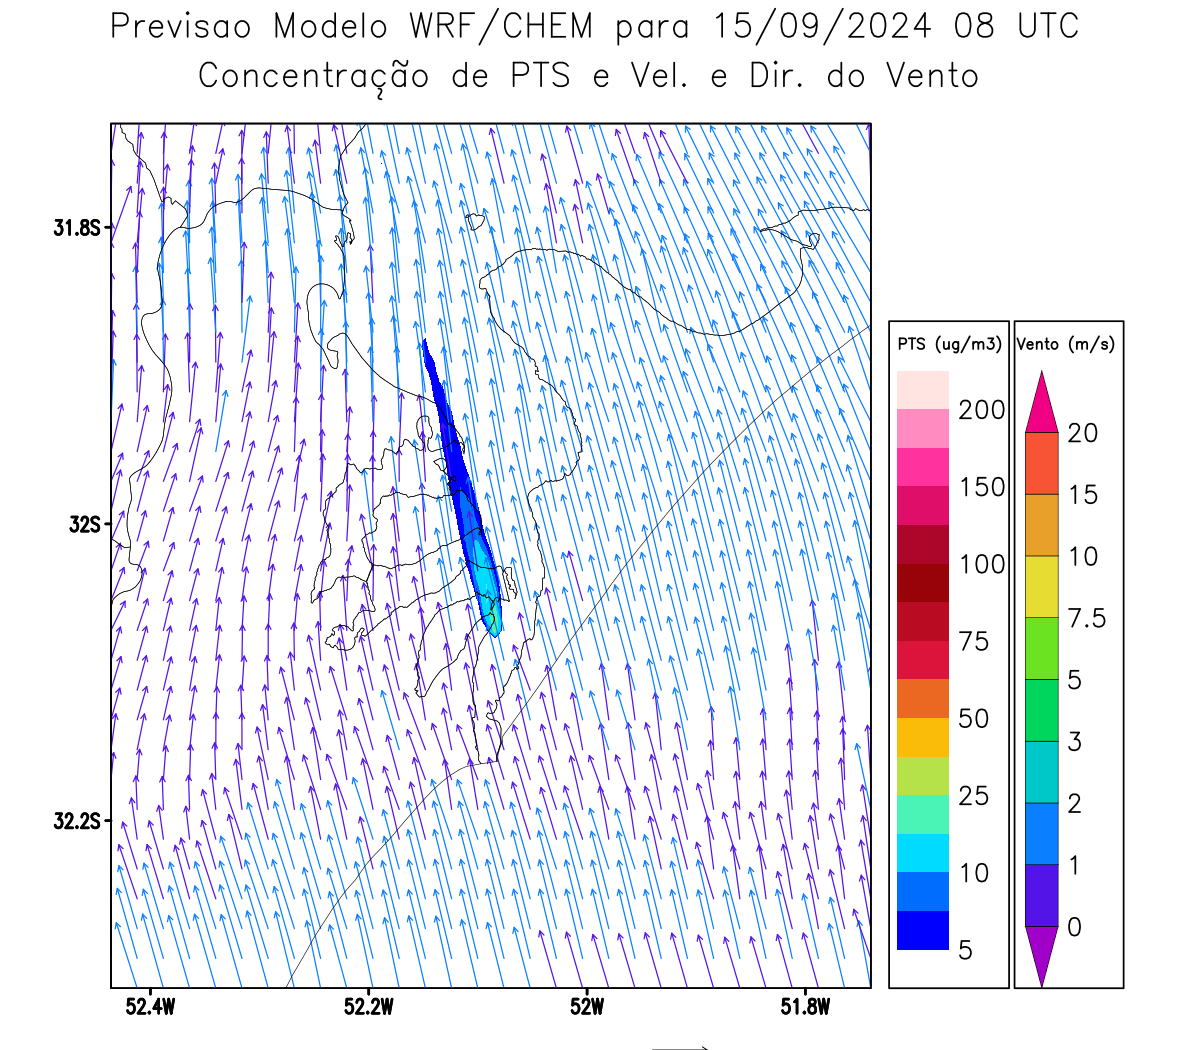 Previsao Modelo WRF/CHEM para 15/09/2024 08 UTC
Concentração de PTS e Vel. e Dir. do Vento
31.8S
32S
32.2S
52.4W 52.2W 52W 51.8W
PTS (ug/m3)
200
150
100
75
50
25
10
5
Vento (m/s)
20
15
10
7.5
5
3
2
1
0